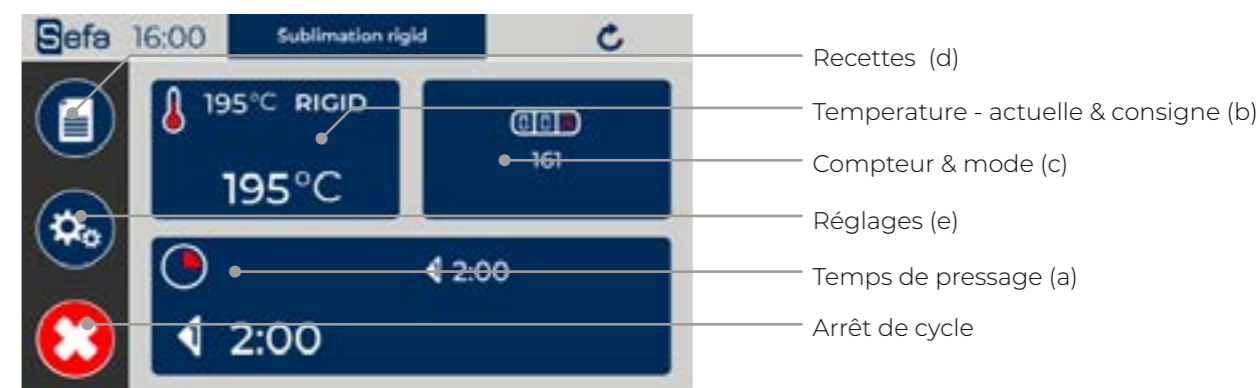 Sefa 16:00 Sublimation rigid
195°C RIGID
195°C
161
2:00
2:00
Recettes (d)
Temperature - actuelle & consigne (b)
Compteur & mode (c)
Réglages (e)
Temps de pressage (a)
Arrêt de cycle